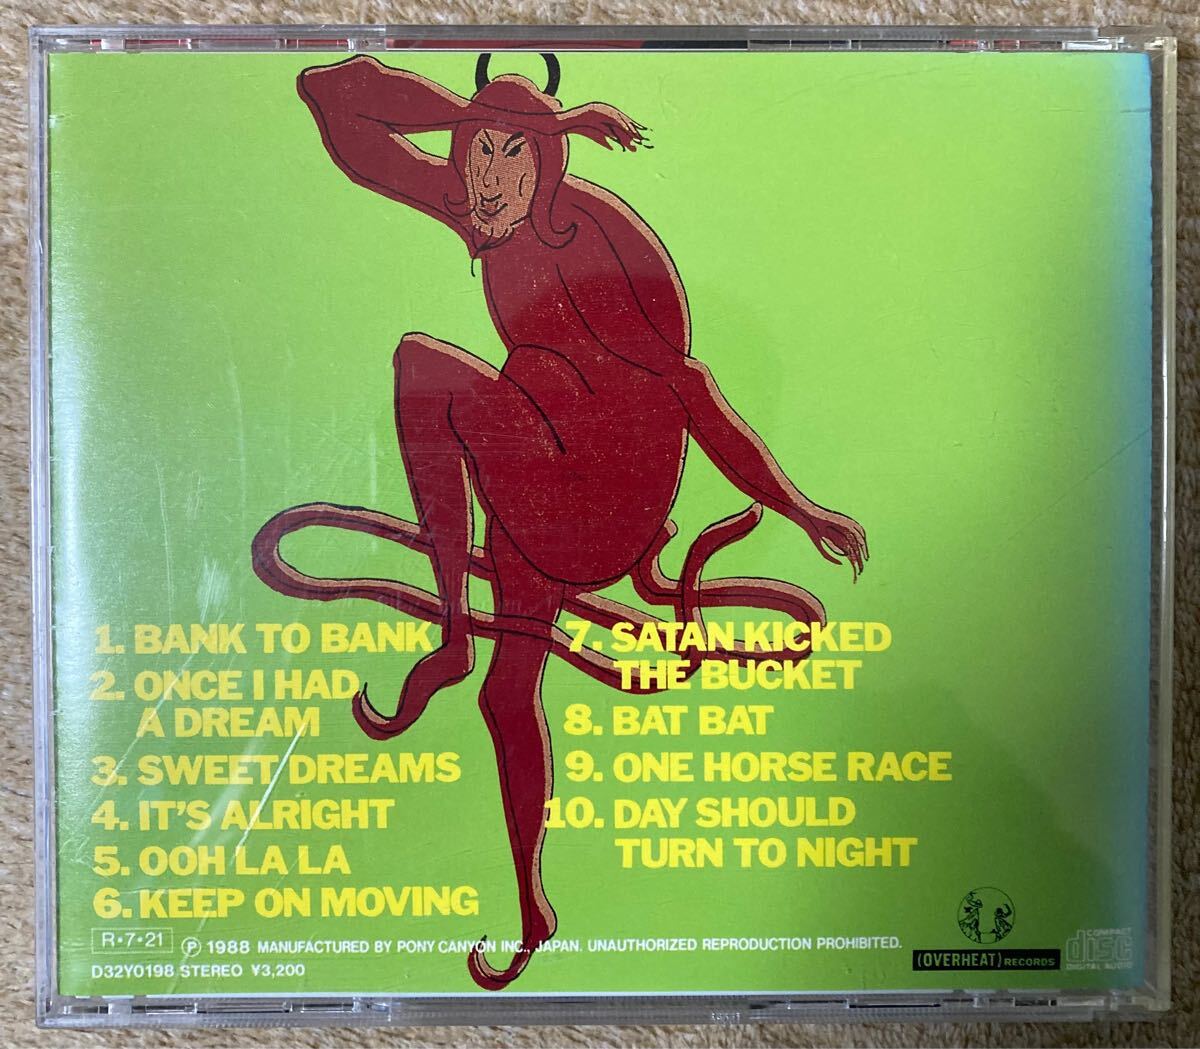 1. BANK TO BANK
2. ONCE I HAD
A DREAM
3. SWEET DREAMS
4. IT'S ALRIGHT
5. OOH LA LA
6. KEEP ON MOVING
7. SATAN KICKED
THE BUCKET
8. BAT BAT
9. ONE HORSE RACE
10. DAY SHOULD
TURN TO NIGHT
R・7・21 Ⓟ 1988 MANUFACTURED BY PONY CANYON INC., JAPAN. UNAUTHORIZED REPRODUCTION PROHIBITED.
D32Y0198 STEREO ¥3,200
(OVERHEAT) RECORDS
COMPACT
disc
DIGITAL AUDIO